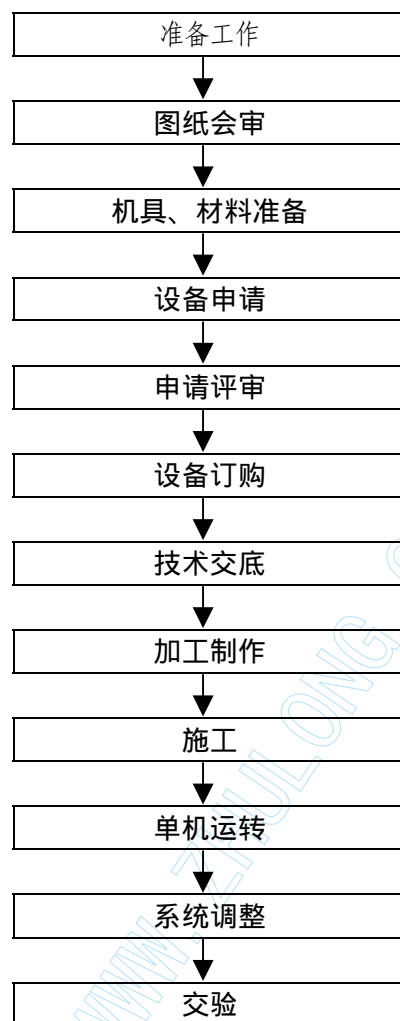 准备工作
图纸会审
机具、材料准备
设备申请
申请评审
设备订购
技术交底
加工制作
施工
单机运转
系统调整
交验
WWW.ZHULONG.C